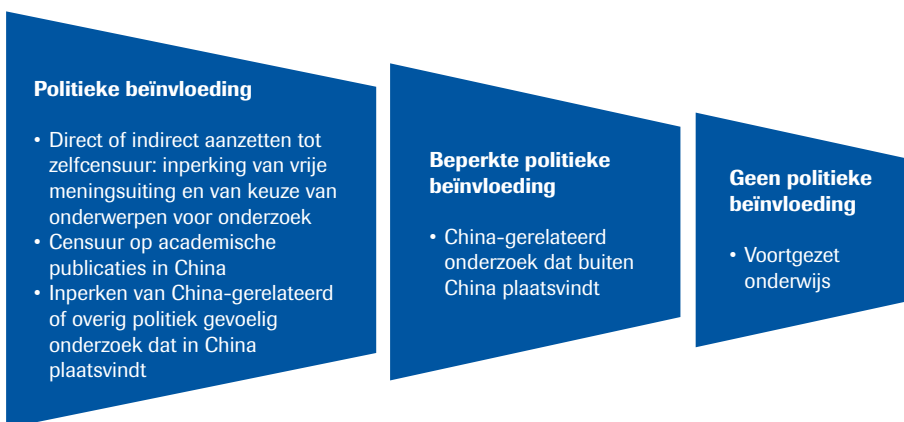 Politieke beïnvloeding
• Direct of indirect aanzetten tot
zelfcensuur: inperking van vrije
meningsuiting en van keuze van
onderwerpen voor onderzoek
• Censuur op academische
publicaties in China
• Inperken van China-gerelateerd
of overig politiek gevoelig
onderzoek dat in China
plaatsvindt
Beperkte politieke
beïnvloeding
• China-gerelateerd
onderzoek dat buiten
China plaatsvindt
Geen politieke
beïnvloeding
• Voortgezet
onderwijs